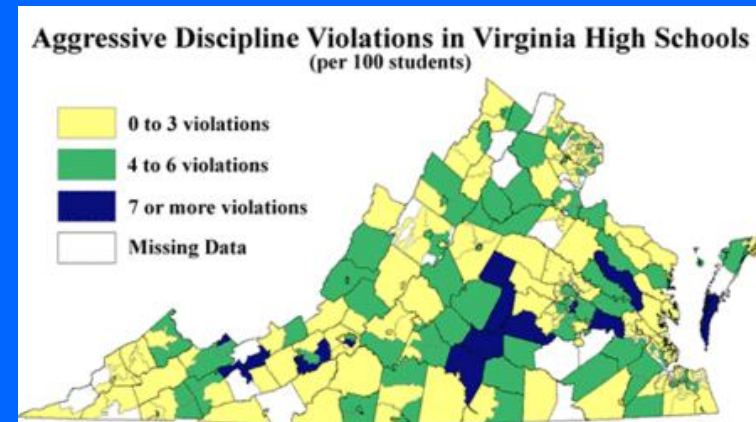 Aggressive Discipline Violations in Virginia High Schools
(per 100 students)
0 to 3 violations
4 to 6 violations
7 or more violations
Missing Data